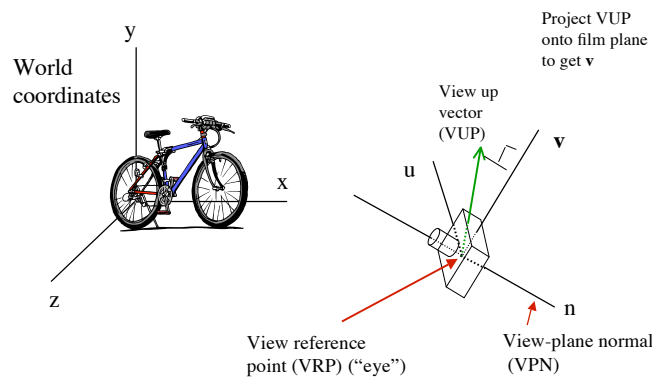 Project VUP
onto film plane
to get v
y
World
coordinates
View up
vector
(VUP)
v
u
x
z
n
View reference
point (VRP) (“eye”)
View-plane normal
(VPN)